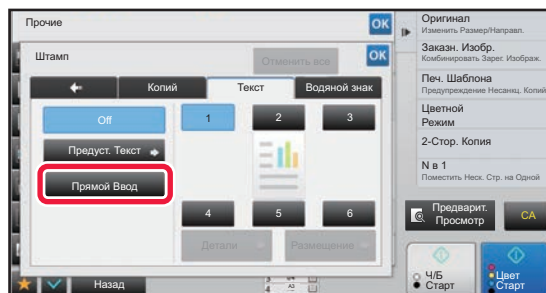 Прочие
OK
Штамп
Отменить все
OK
Копий
Текст
Водяной знак
Off
1
2
3
Предуст. Текст
Прямой Ввод
4
5
6
Детали
Размещение
Назад
Оригинал
Изменить Размер/Направл.
Заказн. Изобр.
Комбинировать Зарег. Изображ.
Печ. Шаблона
Предупреждение Несанкц. Копий
Цветной
Режим
2-Стор. Копия
N в 1
Поместить Неск. Стр. на Одной
Предварит.
Просмотр
CA
Ч/Б
Старт
Цвет
Старт